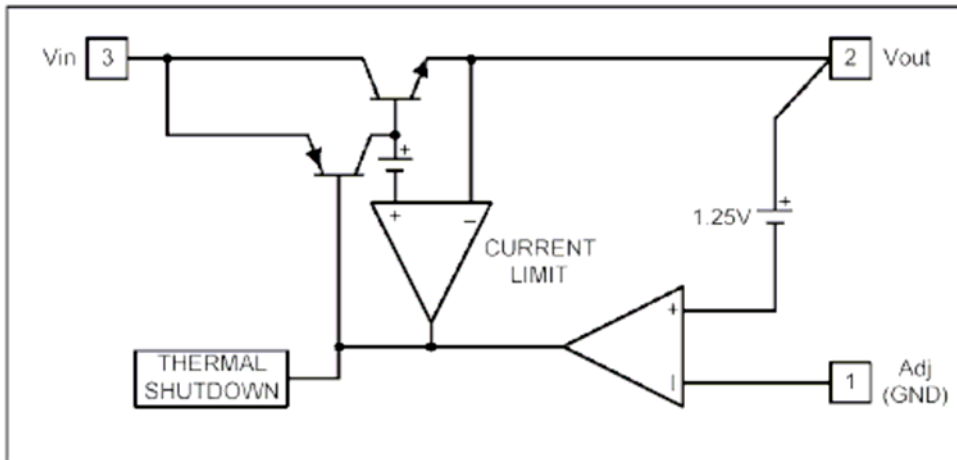 Vin 3
2 Vout
+
+ −
1.25V +
CURRENT
LIMIT
+
−
THERMAL
SHUTDOWN
1 Adj
(GND)